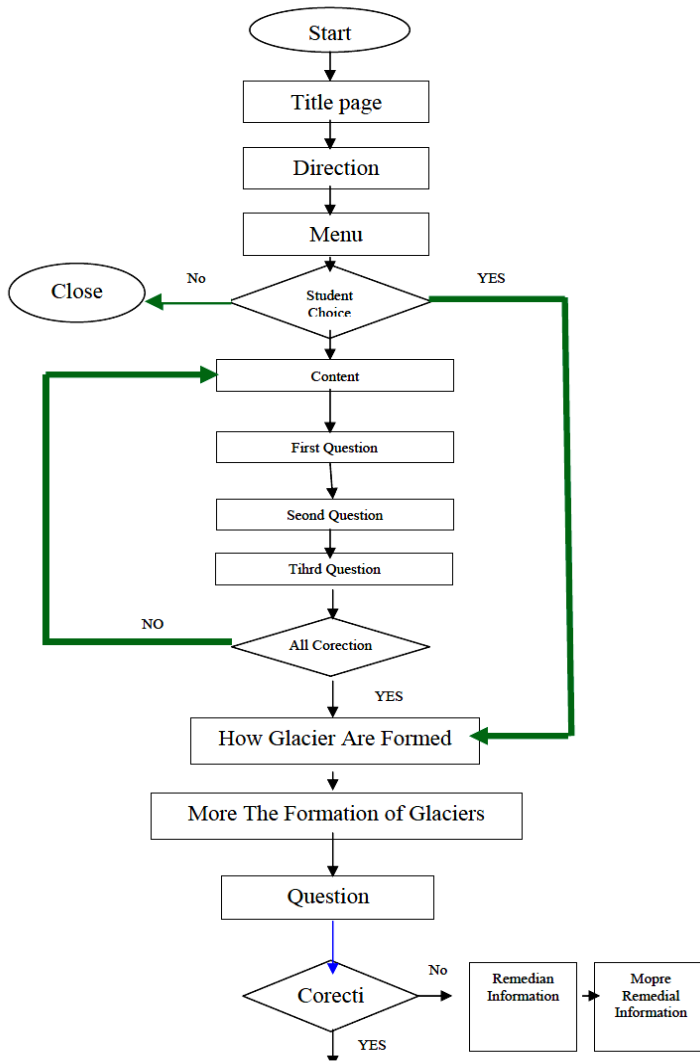 Start
Title page
Direction
Menu
No
YES
Close
Student
Choice
Content
First Question
Seond Question
Tihrd Question
NO
All Corection
YES
How Glacier Are Formed
More The Formation of Glaciers
Question
Corecti
No
Remedian
Information
Mopre
Remedial
Information
YES